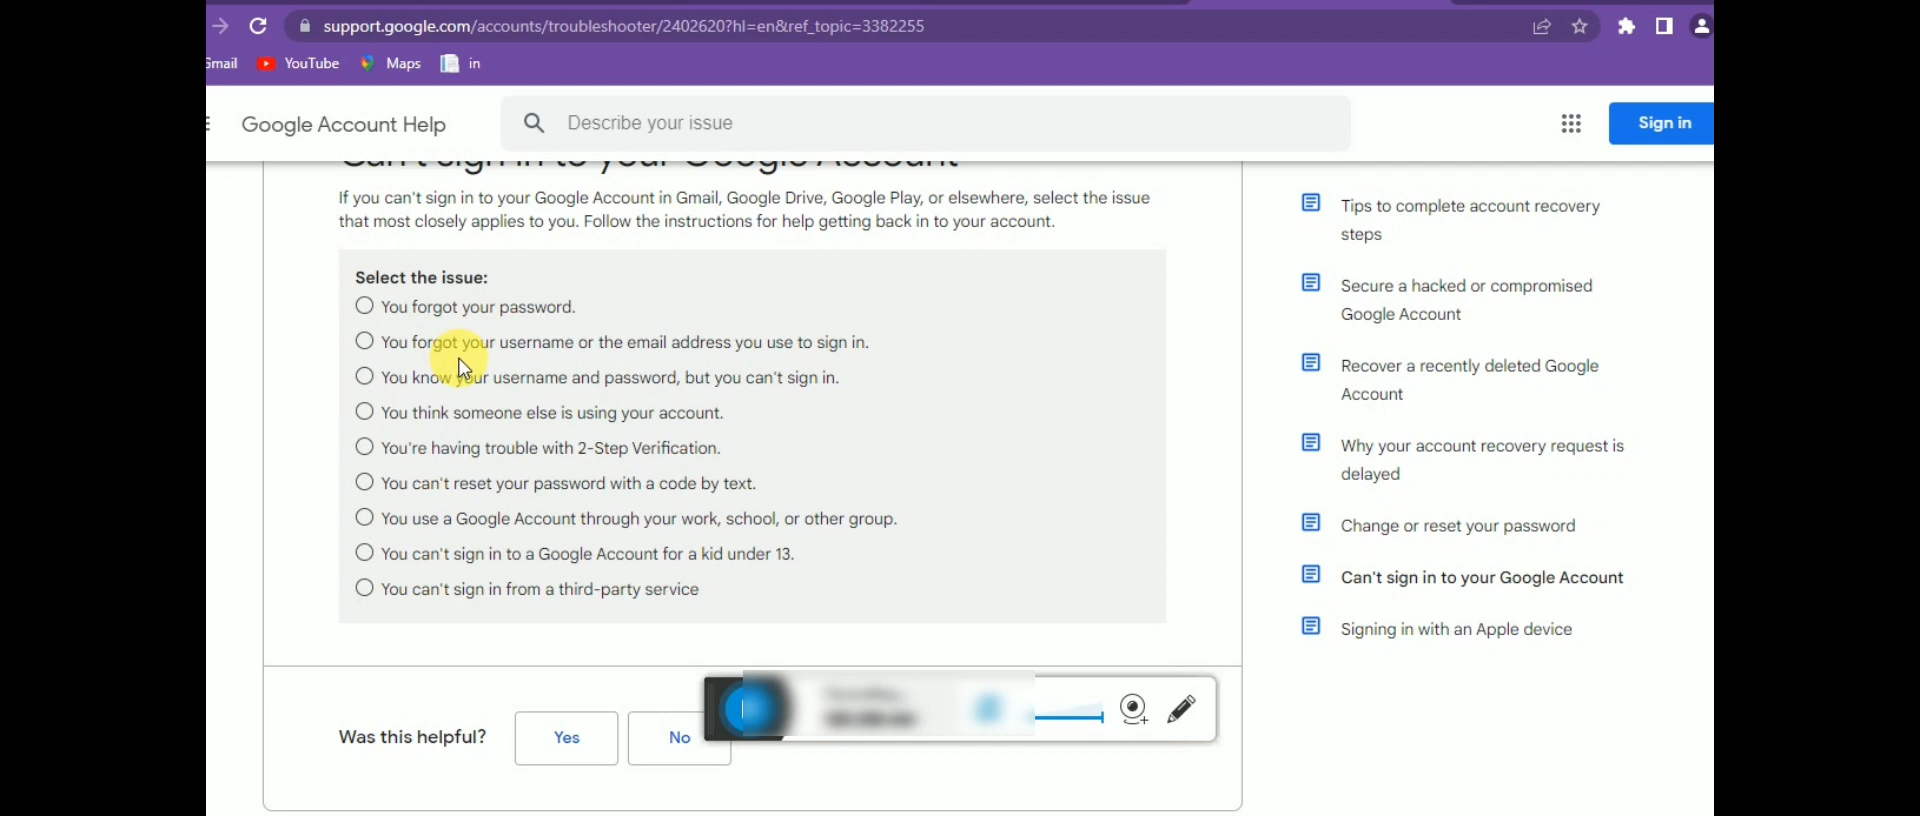 support.google.com/accounts/troubleshooter/2402620?hl=en&ref_topic=3382255
Gmail YouTube Maps in
Google Account Help
Describe your issue
Sign in
Can't sign in to your Google Account
If you can't sign in to your Google Account in Gmail, Google Drive, Google Play, or elsewhere, select the issue
that most closely applies to you. Follow the instructions for help getting back in to your account.
Select the issue:
You forgot your password.
You forgot your username or the email address you use to sign in.
You know your username and password, but you can't sign in.
You think someone else is using your account.
You're having trouble with 2-Step Verification.
You can't reset your password with a code by text.
You use a Google Account through your work, school, or other group.
You can't sign in to a Google Account for a kid under 13.
You can't sign in from a third-party service
Was this helpful?
Yes
No
Tips to complete account recovery
steps
Secure a hacked or compromised
Google Account
Recover a recently deleted Google
Account
Why your account recovery request is
delayed
Change or reset your password
Can't sign in to your Google Account
Signing in with an Apple device